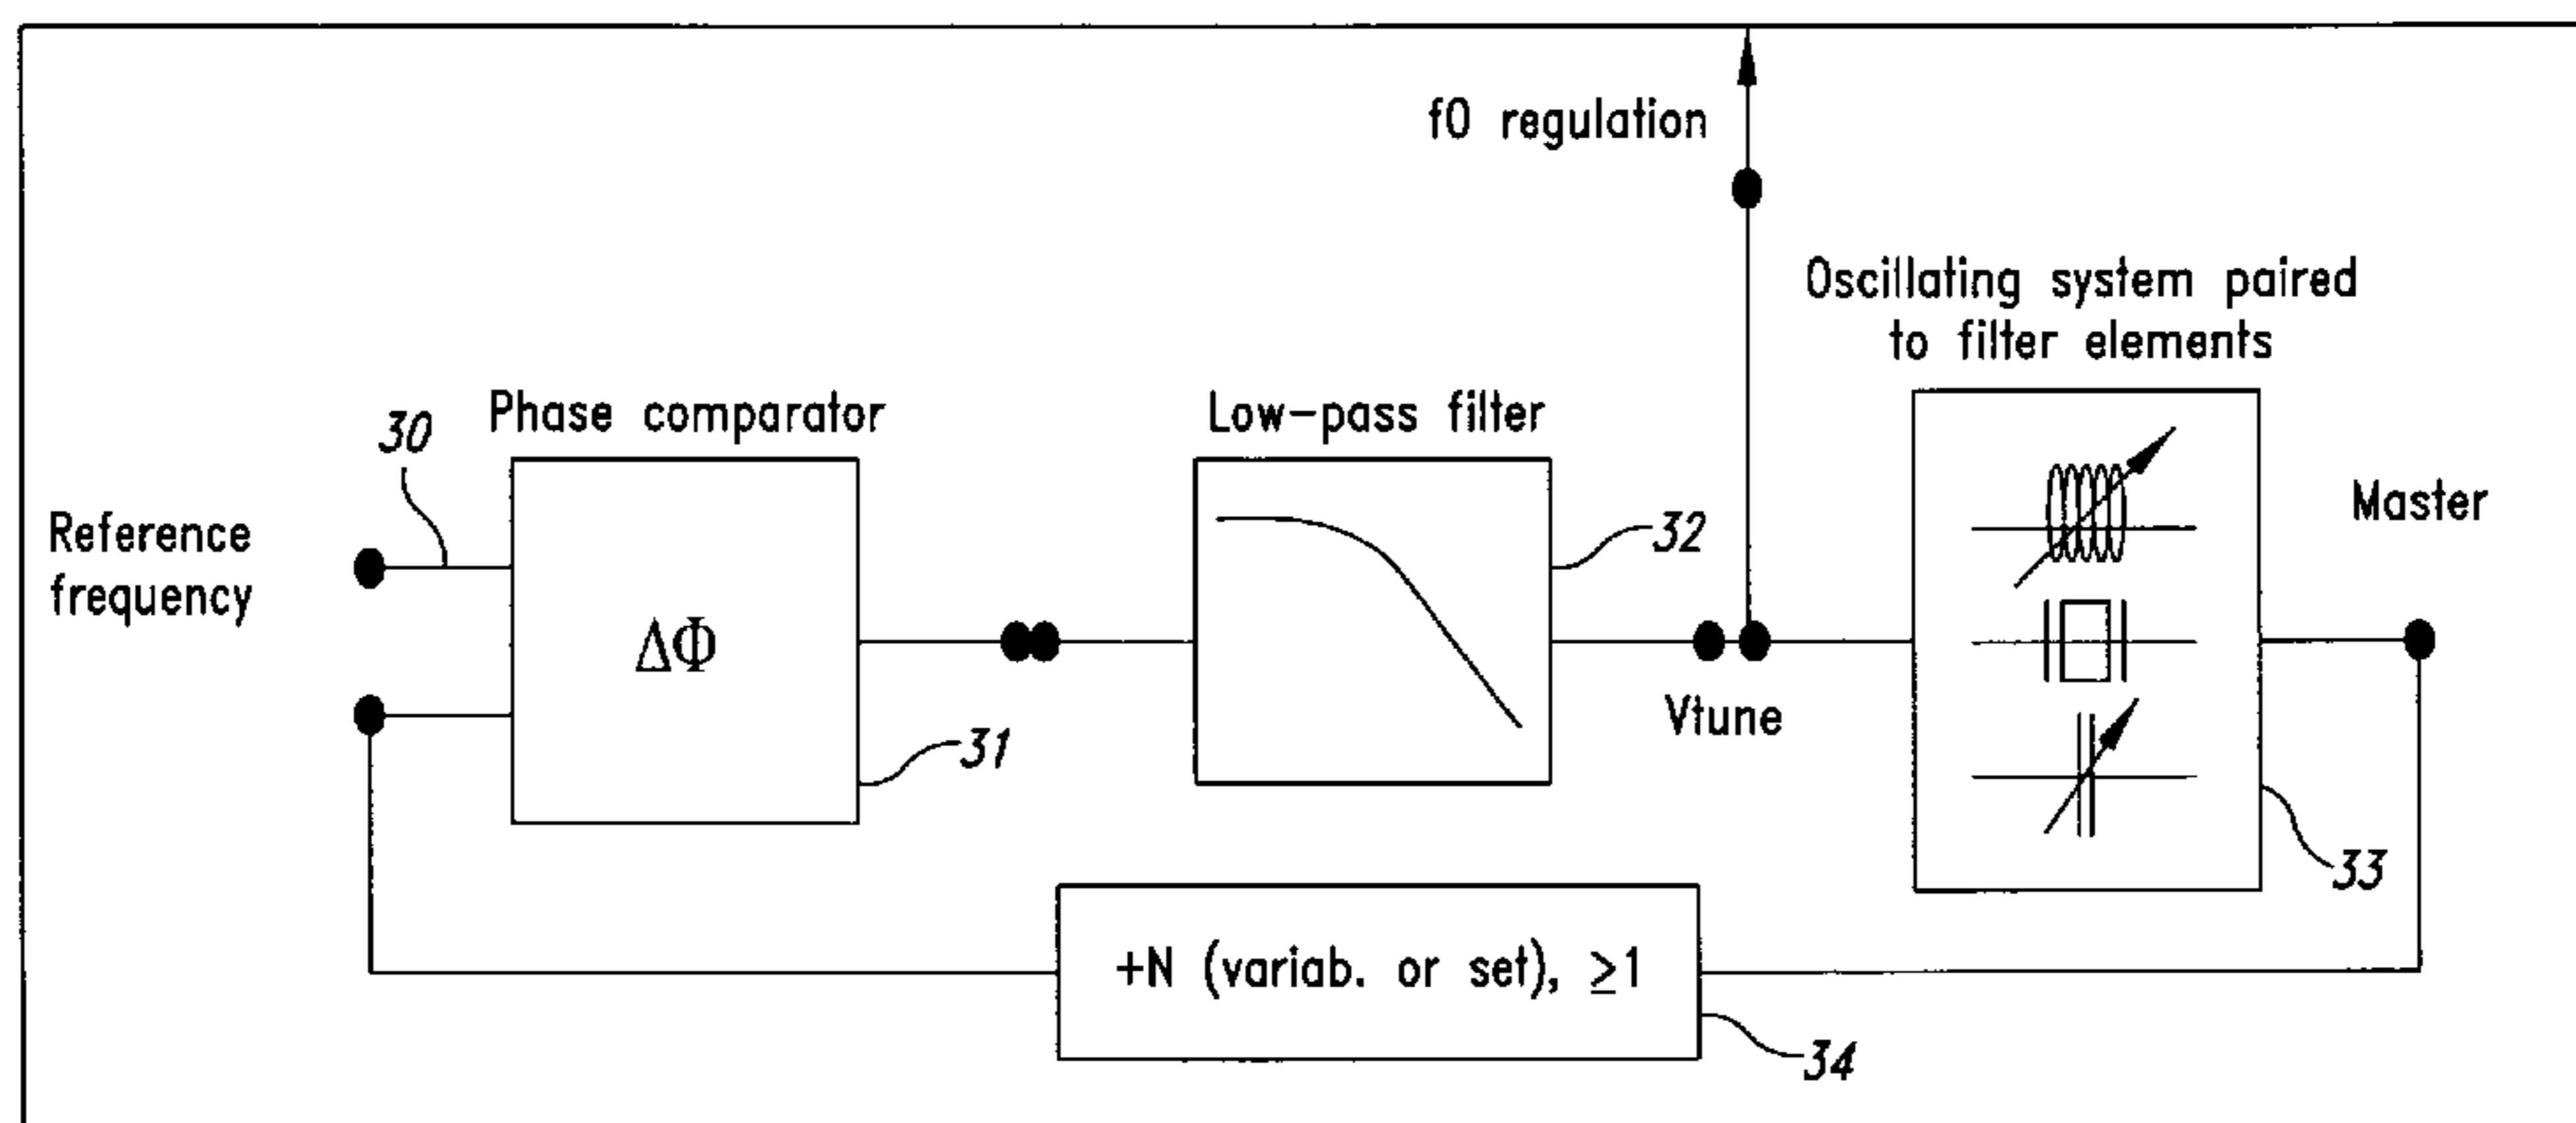 f0 regulation
Oscillating system paired
to filter elements
Phase comparator
Low-pass filter
30
Master
Reference
frequency
32
ΔΦ
Vtune
31
33
+N (variab. or set), ≥1
34